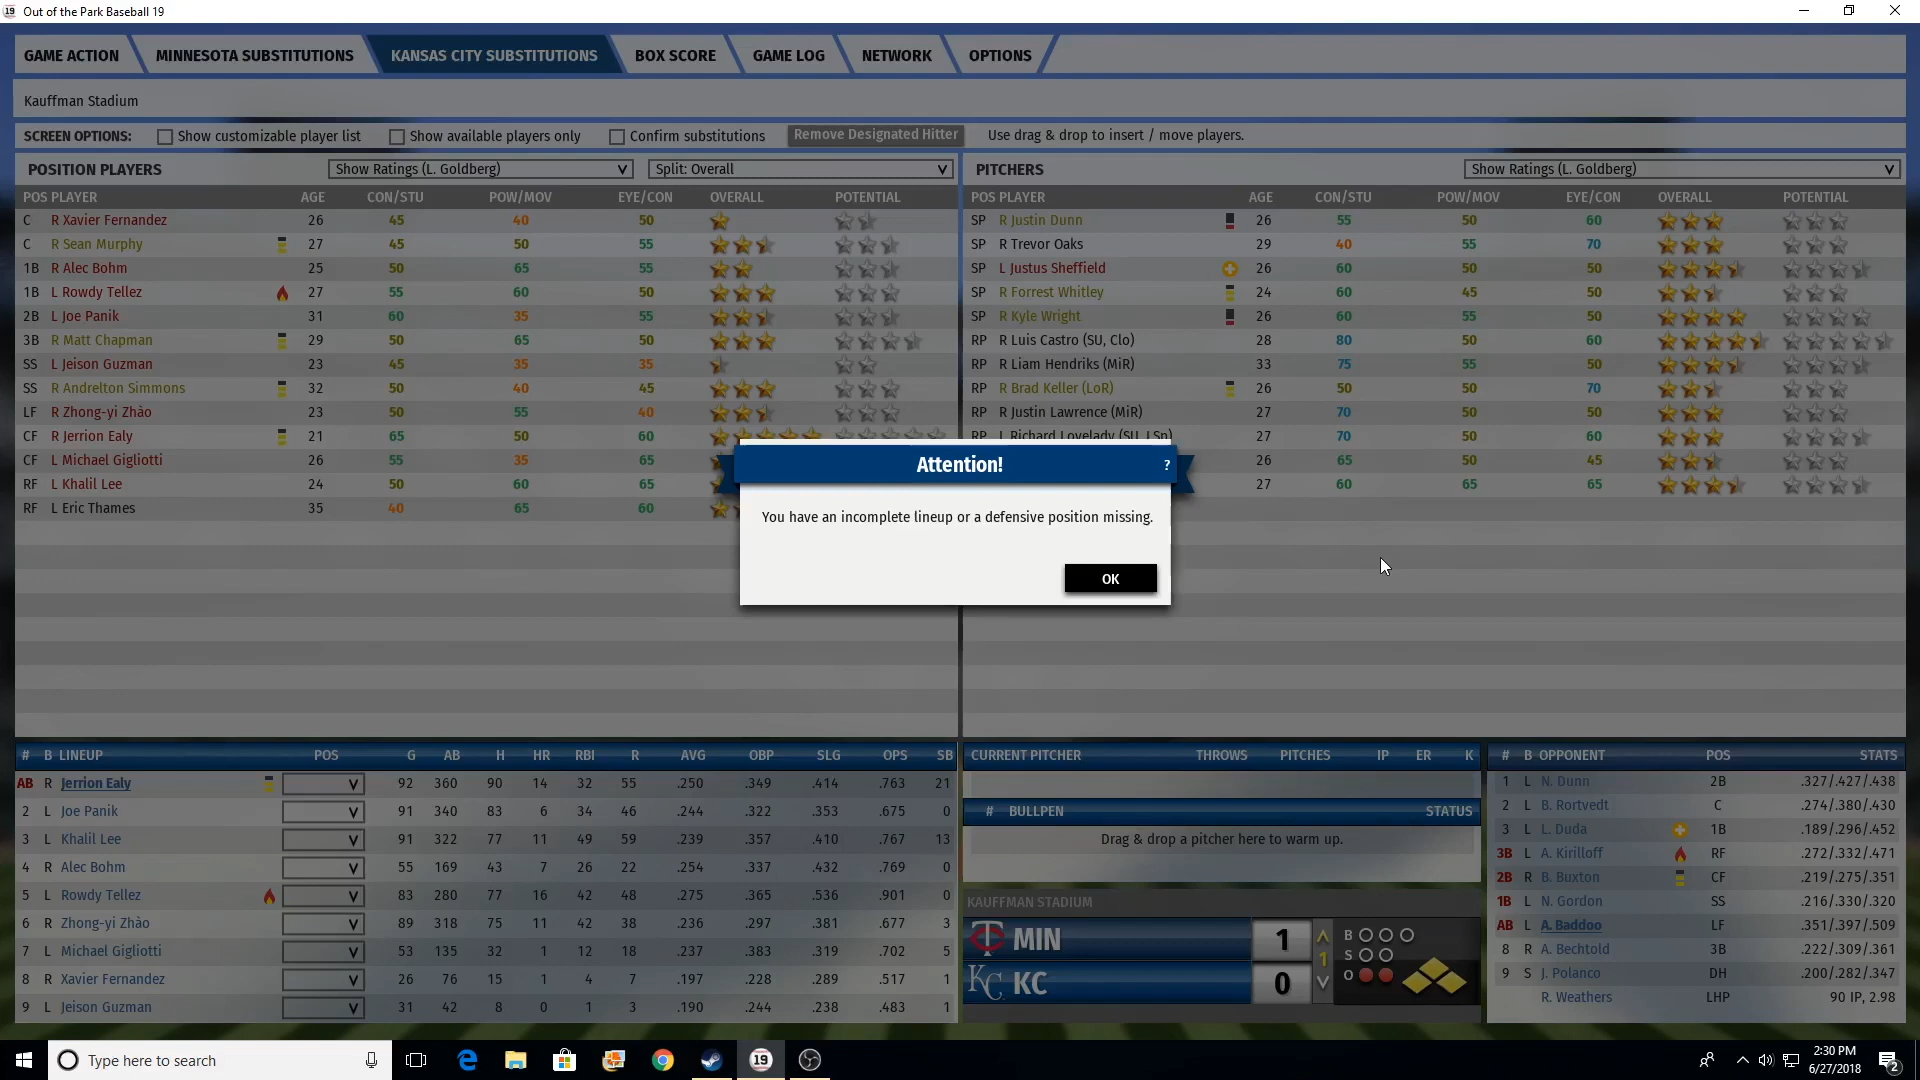 Out of the Park Baseball 19
GAME ACTION MINNESOTA SUBSTITUTIONS KANSAS CITY SUBSTITUTIONS BOX SCORE GAME LOG NETWORK OPTIONS
Kauffman Stadium
SCREEN OPTIONS: Show customizable player list Show available players only Confirm substitutions Remove Designated Hitter Use drag & drop to insert / move players.
POSITION PLAYERS Show Ratings (L. Goldberg) Split: Overall
POS PLAYER AGE CON/STU POW/MOV EYE/CON OVERALL POTENTIAL
C R Xavier Fernandez 26 45 40 50
C R Sean Murphy 27 45 50 55
1B R Alec Bohm 25 50 65 55
1B L Rowdy Tellez 27 55 60 50
2B L Joe Panik 31 60 35 55
3B R Matt Chapman 29 50 65 50
SS L Jeison Guzman 23 45 35 35
SS R Andrelton Simmons 32 50 40 45
LF R Zhong-yi Zhāo 23 50 55 40
CF R Jerrion Ealy 21 65 50 60
CF L Michael Gigliotti 26 55 35 65
RF L Khalil Lee 24 50 60 65
RF L Eric Thames 35 40 65 60
PITCHERS Show Ratings (L. Goldberg)
POS PLAYER AGE CON/STU POW/MOV EYE/CON OVERALL POTENTIAL
SP R Justin Dunn 26 55 50 60
SP R Trevor Oaks 29 40 55 70
SP L Justus Sheffield 26 60 50 50
SP R Forrest Whitley 24 60 45 50
SP R Kyle Wright 26 60 55 50
RP R Luis Castro (SU, Clo) 28 80 50 60
RP R Liam Hendriks (MiR) 33 75 55 50
RP R Brad Keller (LoR) 26 50 50 70
RP R Justin Lawrence (MiR) 27 70 50 50
RP L Richard Lovelady (SU, LSp) 27 70 50 60
26 65 50 45
27 60 65 65
Attention! ?
You have an incomplete lineup or a defensive position missing.
OK
# B LINEUP POS G AB H HR RBI R AVG OBP SLG OPS SB
AB R Jerrion Ealy 92 360 90 14 32 55 .250 .349 .414 .763 21
2 L Joe Panik 91 340 83 6 34 46 .244 .322 .353 .675 0
3 L Khalil Lee 91 322 77 11 49 59 .239 .357 .410 .767 13
4 R Alec Bohm 55 169 43 7 26 22 .254 .337 .432 .769 0
5 L Rowdy Tellez 83 280 77 16 42 48 .275 .365 .536 .901 0
6 R Zhong-yi Zhāo 89 318 75 11 42 38 .236 .297 .381 .677 3
7 L Michael Gigliotti 53 135 32 1 12 18 .237 .383 .319 .702 5
8 R Xavier Fernandez 26 76 15 1 4 7 .197 .228 .289 .517 1
9 L Jeison Guzman 31 42 8 0 1 3 .190 .244 .238 .483 1
CURRENT PITCHER THROWS PITCHES IP ER K
# BULLPEN STATUS
Drag & drop a pitcher here to warm up.
KAUFFMAN STADIUM
MIN 1
KC 0
1
B
S
O
# B OPPONENT POS STATS
1 L N. Dunn 2B .327/.427/.438
2 L B. Rortvedt C .274/.380/.430
3 L L. Duda 1B .189/.296/.452
3B L A. Kirilloff RF .272/.332/.471
2B R B. Buxton CF .219/.275/.351
1B L N. Gordon SS .216/.330/.320
AB L A. Baddoo LF .351/.397/.509
8 R A. Bechtold 3B .222/.309/.361
9 S J. Polanco DH .200/.282/.347
R. Weathers LHP 90 IP, 2.98
Type here to search
19
2:30 PM
6/27/2018
2